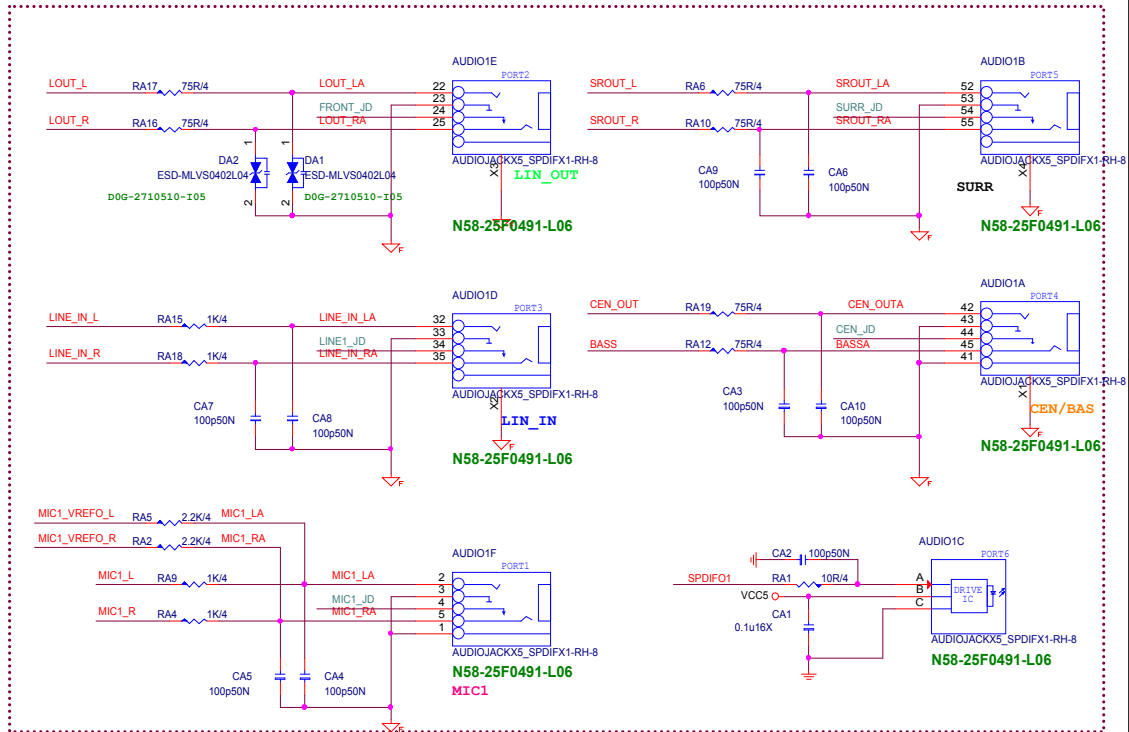 AUDIO1E
PORT2
LOUT_L
RA17
75R/4
LOUT_LA
22
23
FRONT_JD
24
LOUT_R
RA16
75R/4
LOUT_RA
25
1
1
DA2
DA1
ESD-MLVS0402L04
ESD-MLVS0402L04
D0G-2710510-I05
D0G-2710510-I05
2
2
AUDIOJACKX5_SPDIFX1-RH-8
X3
LIN_OUT
F
N58-25F0491-L06
F
AUDIO1B
PORT5
SROUT_L
RA6
75R/4
SROUT_LA
52
53
SURR_JD
54
SROUT_R
RA10
75R/4
SROUT_RA
55
CA9
100p50N
CA6
100p50N
AUDIOJACKX5_SPDIFX1-RH-8
X4
SURR
F
N58-25F0491-L06
F
AUDIO1D
PORT3
LINE_IN_L
RA15
1K/4
LINE_IN_LA
32
33
LINE1_JD
34
LINE_IN_R
RA18
1K/4
LINE_IN_RA
35
CA7
100p50N
CA8
100p50N
AUDIOJACKX5_SPDIFX1-RH-8
X2
LIN_IN
F
N58-25F0491-L06
F
AUDIO1A
PORT4
CEN_OUT
RA19
75R/4
CEN_OUTA
42
43
CEN_JD
44
BASS
RA12
75R/4
BASSA
45
41
CA3
100p50N
CA10
100p50N
AUDIOJACKX5_SPDIFX1-RH-8
X1
CEN/BAS
F
N58-25F0491-L06
F
MIC1_VREFO_L
RA5
2.2K/4
MIC1_LA
MIC1_VREFO_R
RA2
2.2K/4
MIC1_RA
AUDIO1F
PORT1
MIC1_L
RA9
1K/4
MIC1_LA
2
3
MIC1_JD
4
MIC1_R
RA4
1K/4
MIC1_RA
5
1
CA5
100p50N
CA4
100p50N
AUDIOJACKX5_SPDIFX1-RH-8
N58-25F0491-L06
MIC1
F
AUDIO1C
PORT6
CA2
100p50N
SPDIFO1
RA1
10R/4
A
VCC5
B
C
DRIVE
IC
CA1
0.1u16X
AUDIOJACKX5_SPDIFX1-RH-8
N58-25F0491-L06